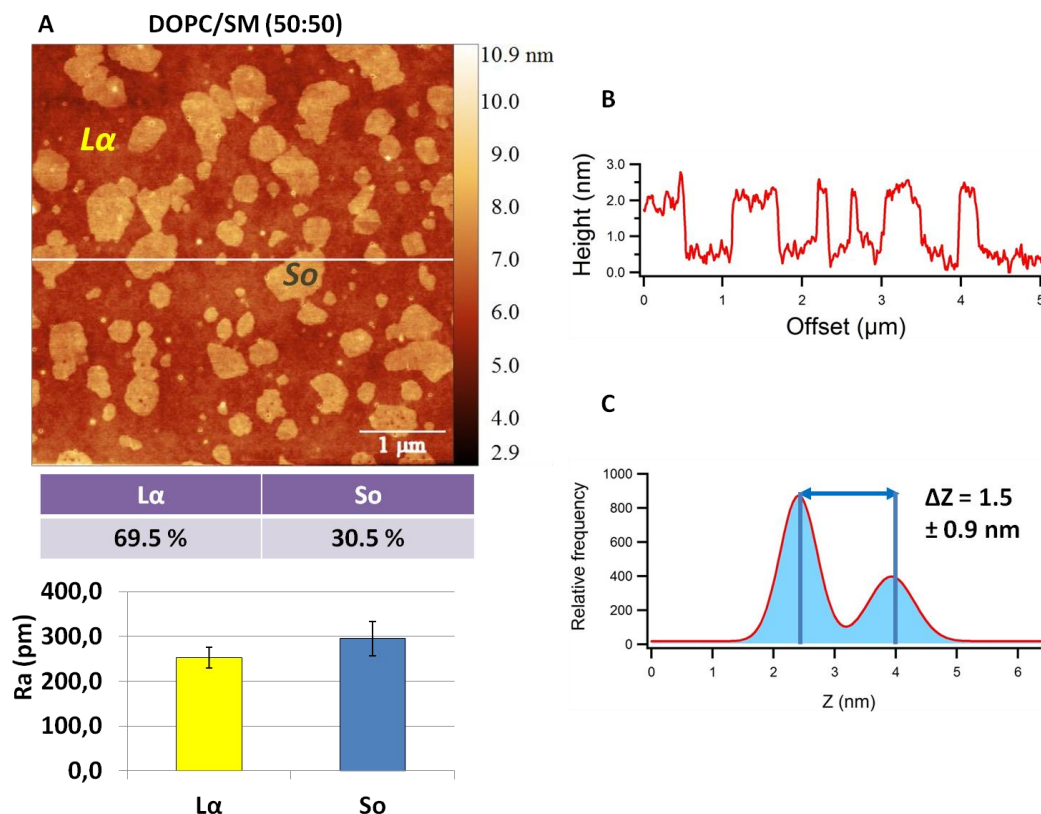 A
DOPC/SM (50:50)
Lα
So
1 µm
10.9 nm
10.0
9.0
8.0
7.0
6.0
5.0
4.0
2.9
Lα So
69.5 % 30.5 %
Ra (pm)
400,0
300,0
200,0
100,0
0,0
Lα So
B
Height (nm)
3.0
2.0
1.0
0.0
0 1 2 3 4 5
Offset (µm)
C
Relative frequency
1000
800
600
400
200
0
ΔZ = 1.5
± 0.9 nm
0 1 2 3 4 5 6
Z (nm)